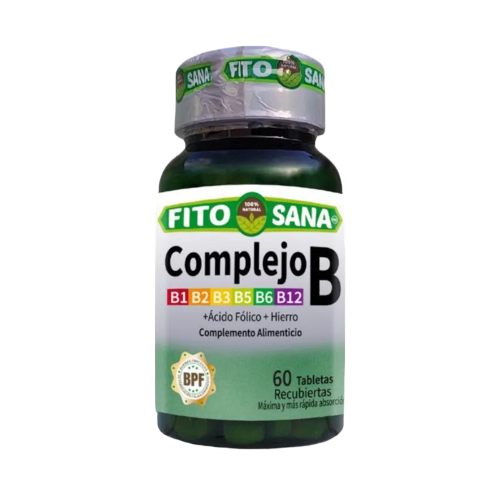 SANA FITO
100%
NATURAL
FITO SANA
Complejo B
B1 B2 B3 B5 B6 B12
+Ácido Fólico + Hierro
Complemento Alimenticio
BPF
60 Tabletas
Recubiertas
Máxima y más rápida absorción